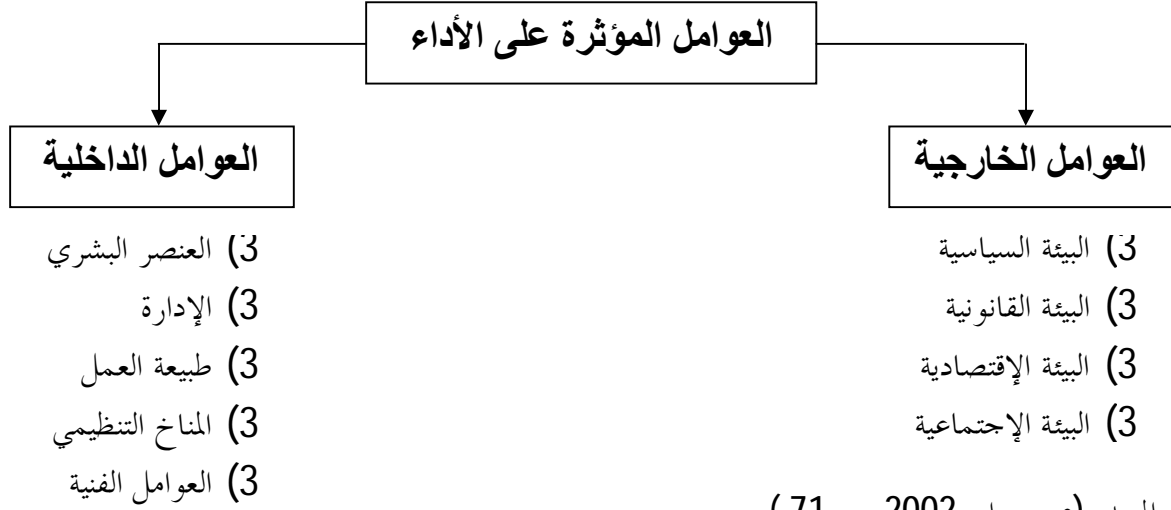 العوامل المؤثرة على الأداء
العوامل الخارجية
3) البيئة السياسية
3) البيئة القانونية
3) البيئة الإقتصادية
3) البيئة الإجتماعية
العوامل الداخلية
3) العنصر البشري
3) الإدارة
3) طبيعة العمل
3) المناخ التنظيمي
3) العوامل الفنية
2002 71 )